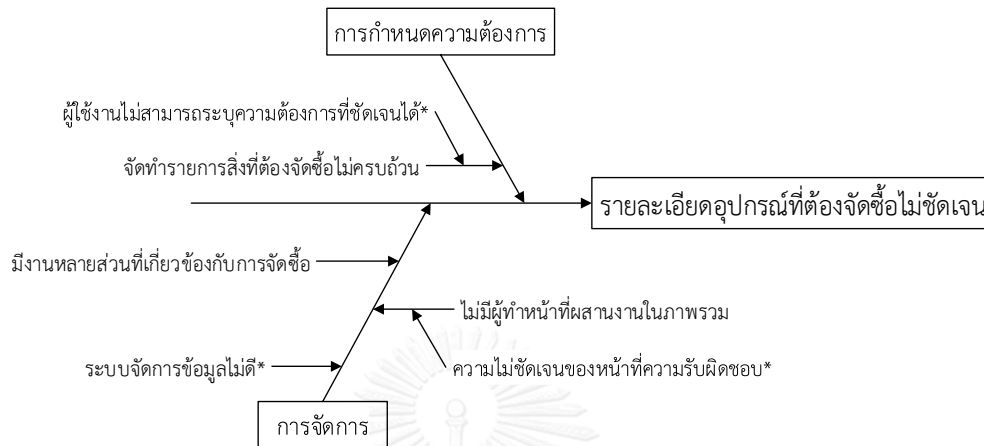 การกำหนดความต้องการ
ผู้ใช้งานไม่สามารถระบุความต้องการที่ชัดเจนได้*
จัดทำรายการสิ่งที่ต้องจัดซื้อไม่ครบถ้วน
รายละเอียดอุปกรณ์ที่ต้องจัดซื้อไม่ชัดเจน
มีงานหลายส่วนที่เกี่ยวข้องกับการจัดซื้อ
ไม่มีผู้ทำหน้าที่ผสานงานในภาพรวม
ระบบจัดการข้อมูลไม่ดี*
ความไม่ชัดเจนของหน้าที่ความรับผิดชอบ*
การจัดการ